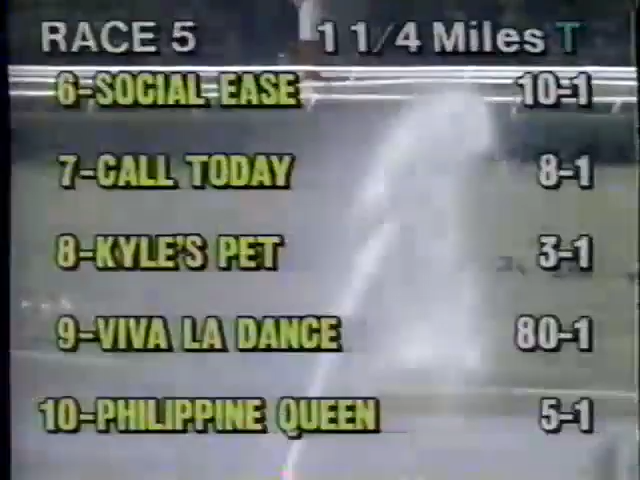 RACE 5 1 1/4 Miles T
6-SOCIAL EASE 10-1
7-CALL TODAY 8-1
8-KYLE'S PET 3-1
9-VIVA LA DANCE 80-1
10-PHILIPPINE QUEEN 5-1